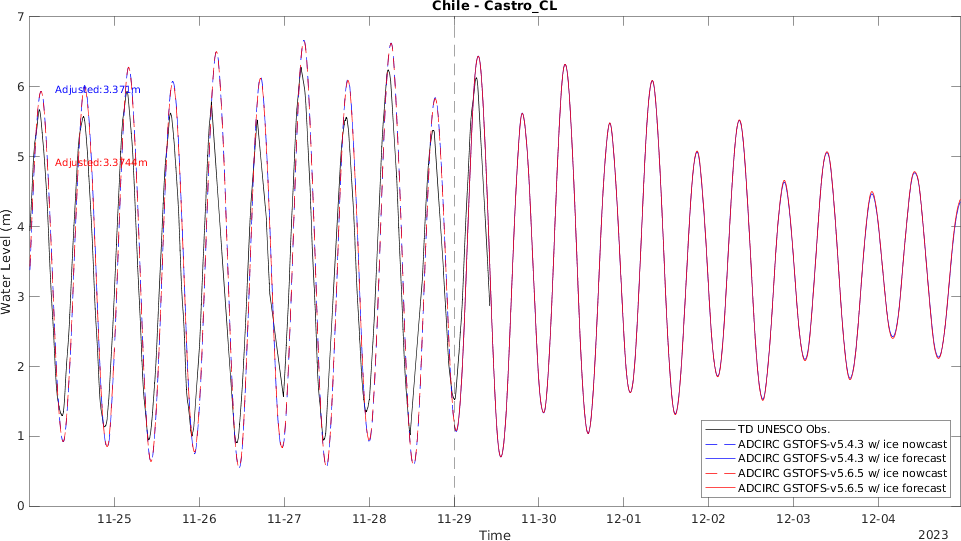 Chile - Castro_CL
7
6
5
4
3
2
1
0
Water Level (m)
Adjusted:3.371m
Adjusted:3.3744m
TD UNESCO Obs.
ADCIRC GSTOFS-v5.4.3 w/ ice nowcast
ADCIRC GSTOFS-v5.4.3 w/ ice forecast
ADCIRC GSTOFS-v5.6.5 w/ ice nowcast
ADCIRC GSTOFS-v5.6.5 w/ ice forecast
11-25 11-26 11-27 11-28 11-29 11-30 12-01 12-02 12-03 12-04
Time
2023